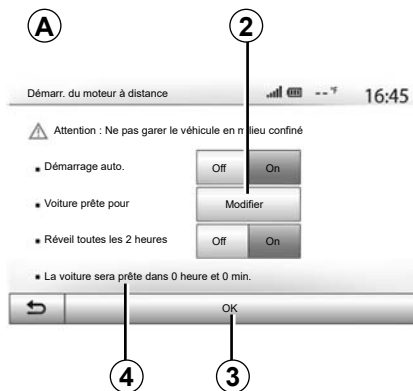 A
2
Démarr. du moteur à distance
-- °F
16:45
Attention : Ne pas garer le véhicule en milieu confiné
Démarrage auto.
Off
On
Voiture prête pour
Modifier
Réveil toutes les 2 heures
Off
On
La voiture sera prête dans 0 heure et 0 min.
OK
4
3